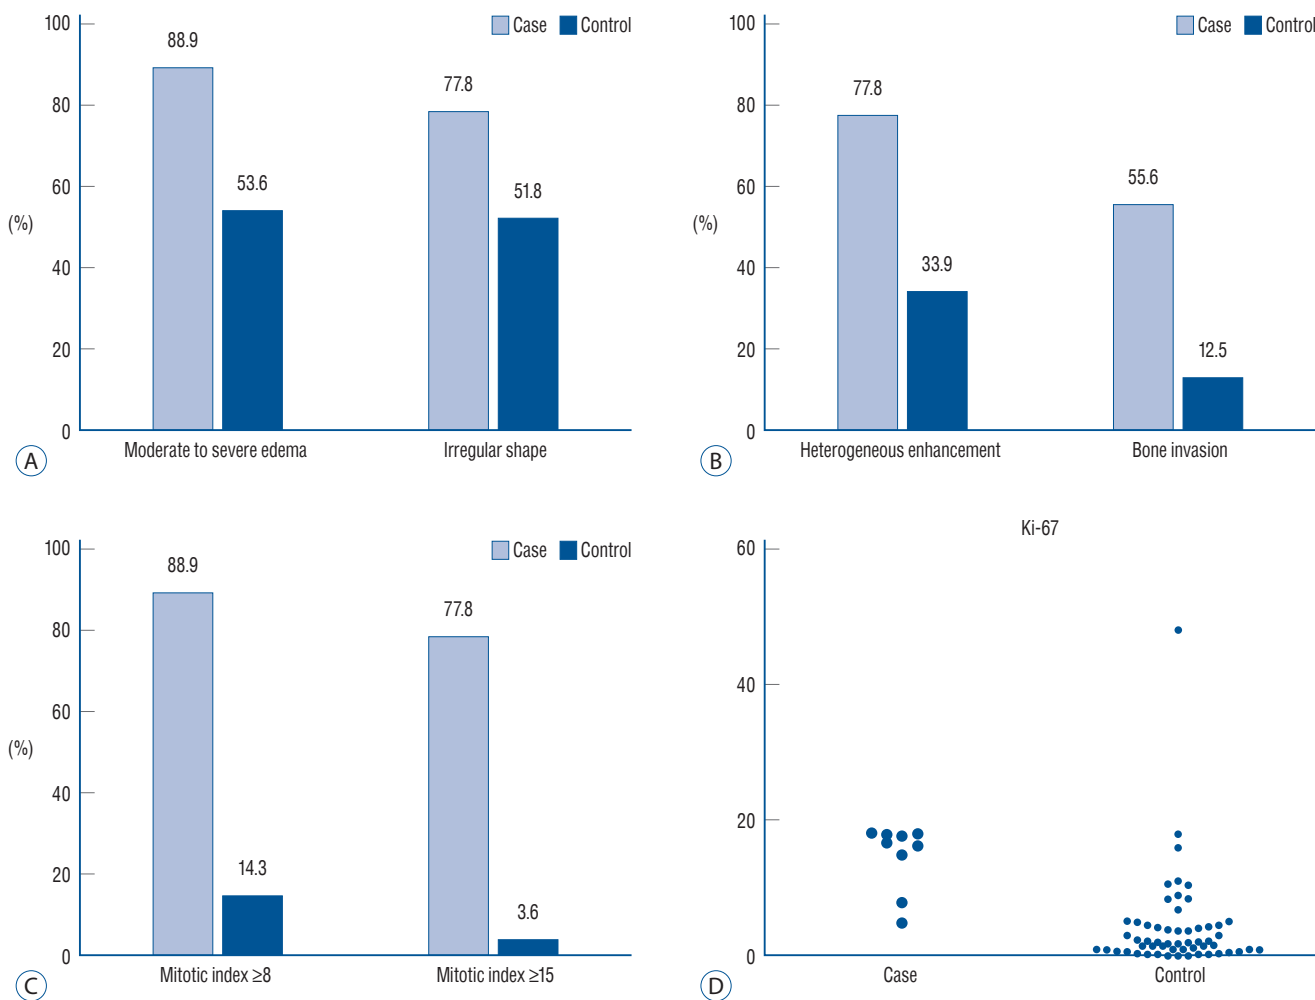 100
80
60
40
20
0
(%)
Case Control
88.9
53.6
77.8
51.8
Moderate to severe edema
Irregular shape
A
100
80
60
40
20
0
(%)
Case Control
77.8
33.9
55.6
12.5
Heterogeneous enhancement
Bone invasion
B
100
80
60
40
20
0
(%)
Case Control
88.9
14.3
77.8
3.6
Mitotic index ≥8
Mitotic index ≥15
C
Ki-67
60
40
20
0
Case
Control
D